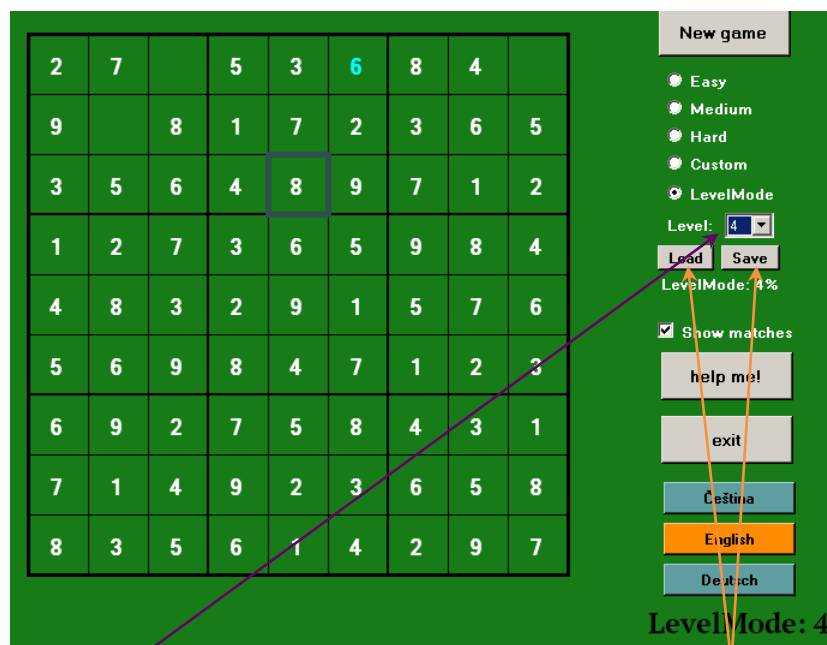 2 7 5 3 6 8 4
9 8 1 7 2 3 6 5
3 5 6 4 8 9 7 1 2
1 2 7 3 6 5 9 8 4
4 8 3 2 9 1 5 7 6
5 6 9 8 4 7 1 2 3
6 9 2 7 5 8 4 3 1
7 1 4 9 2 3 6 5 8
8 3 5 6 1 4 2 9 7
New game
Easy
Medium
Hard
Custom
LevelMode
Level: 4
Load Save
LevelMode: 4%
Show matches
help me!
exit
Čeština
English
Deutsch
LevelMode: 4